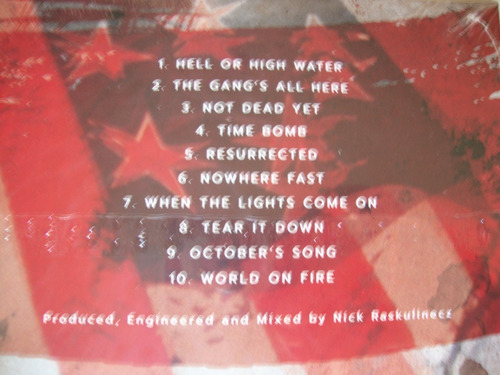 1. HELL OR HIGH WATER
2. THE GANG'S ALL HERE
3. NOT DEAD YET
4. TIME BOMB
5. RESURRECTED
6. NOWHERE FAST
7. WHEN THE LIGHTS COME ON
8. TEAR IT DOWN
9. OCTOBER'S SONG
10. WORLD ON FIRE
Produced, Engineered and Mixed by Nick Raskulinecz